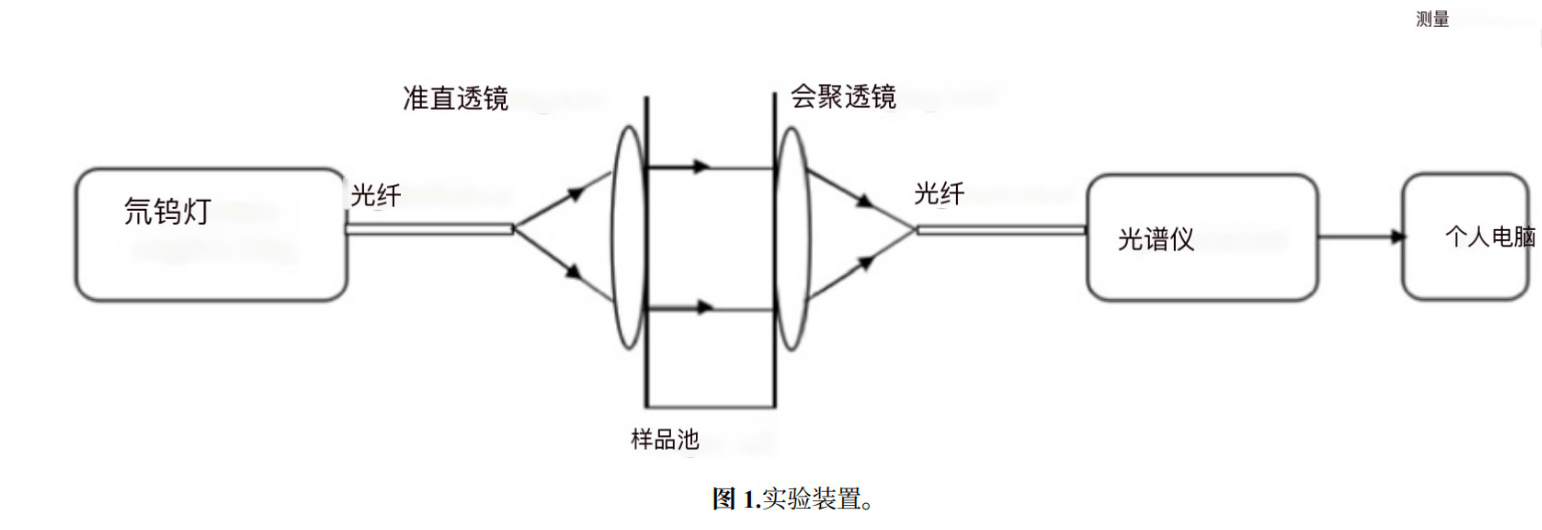 测量
准直透镜
会聚透镜
氘钨灯
光纤
光纤
光谱仪
个人电脑
样品池
图 1.实验装置。